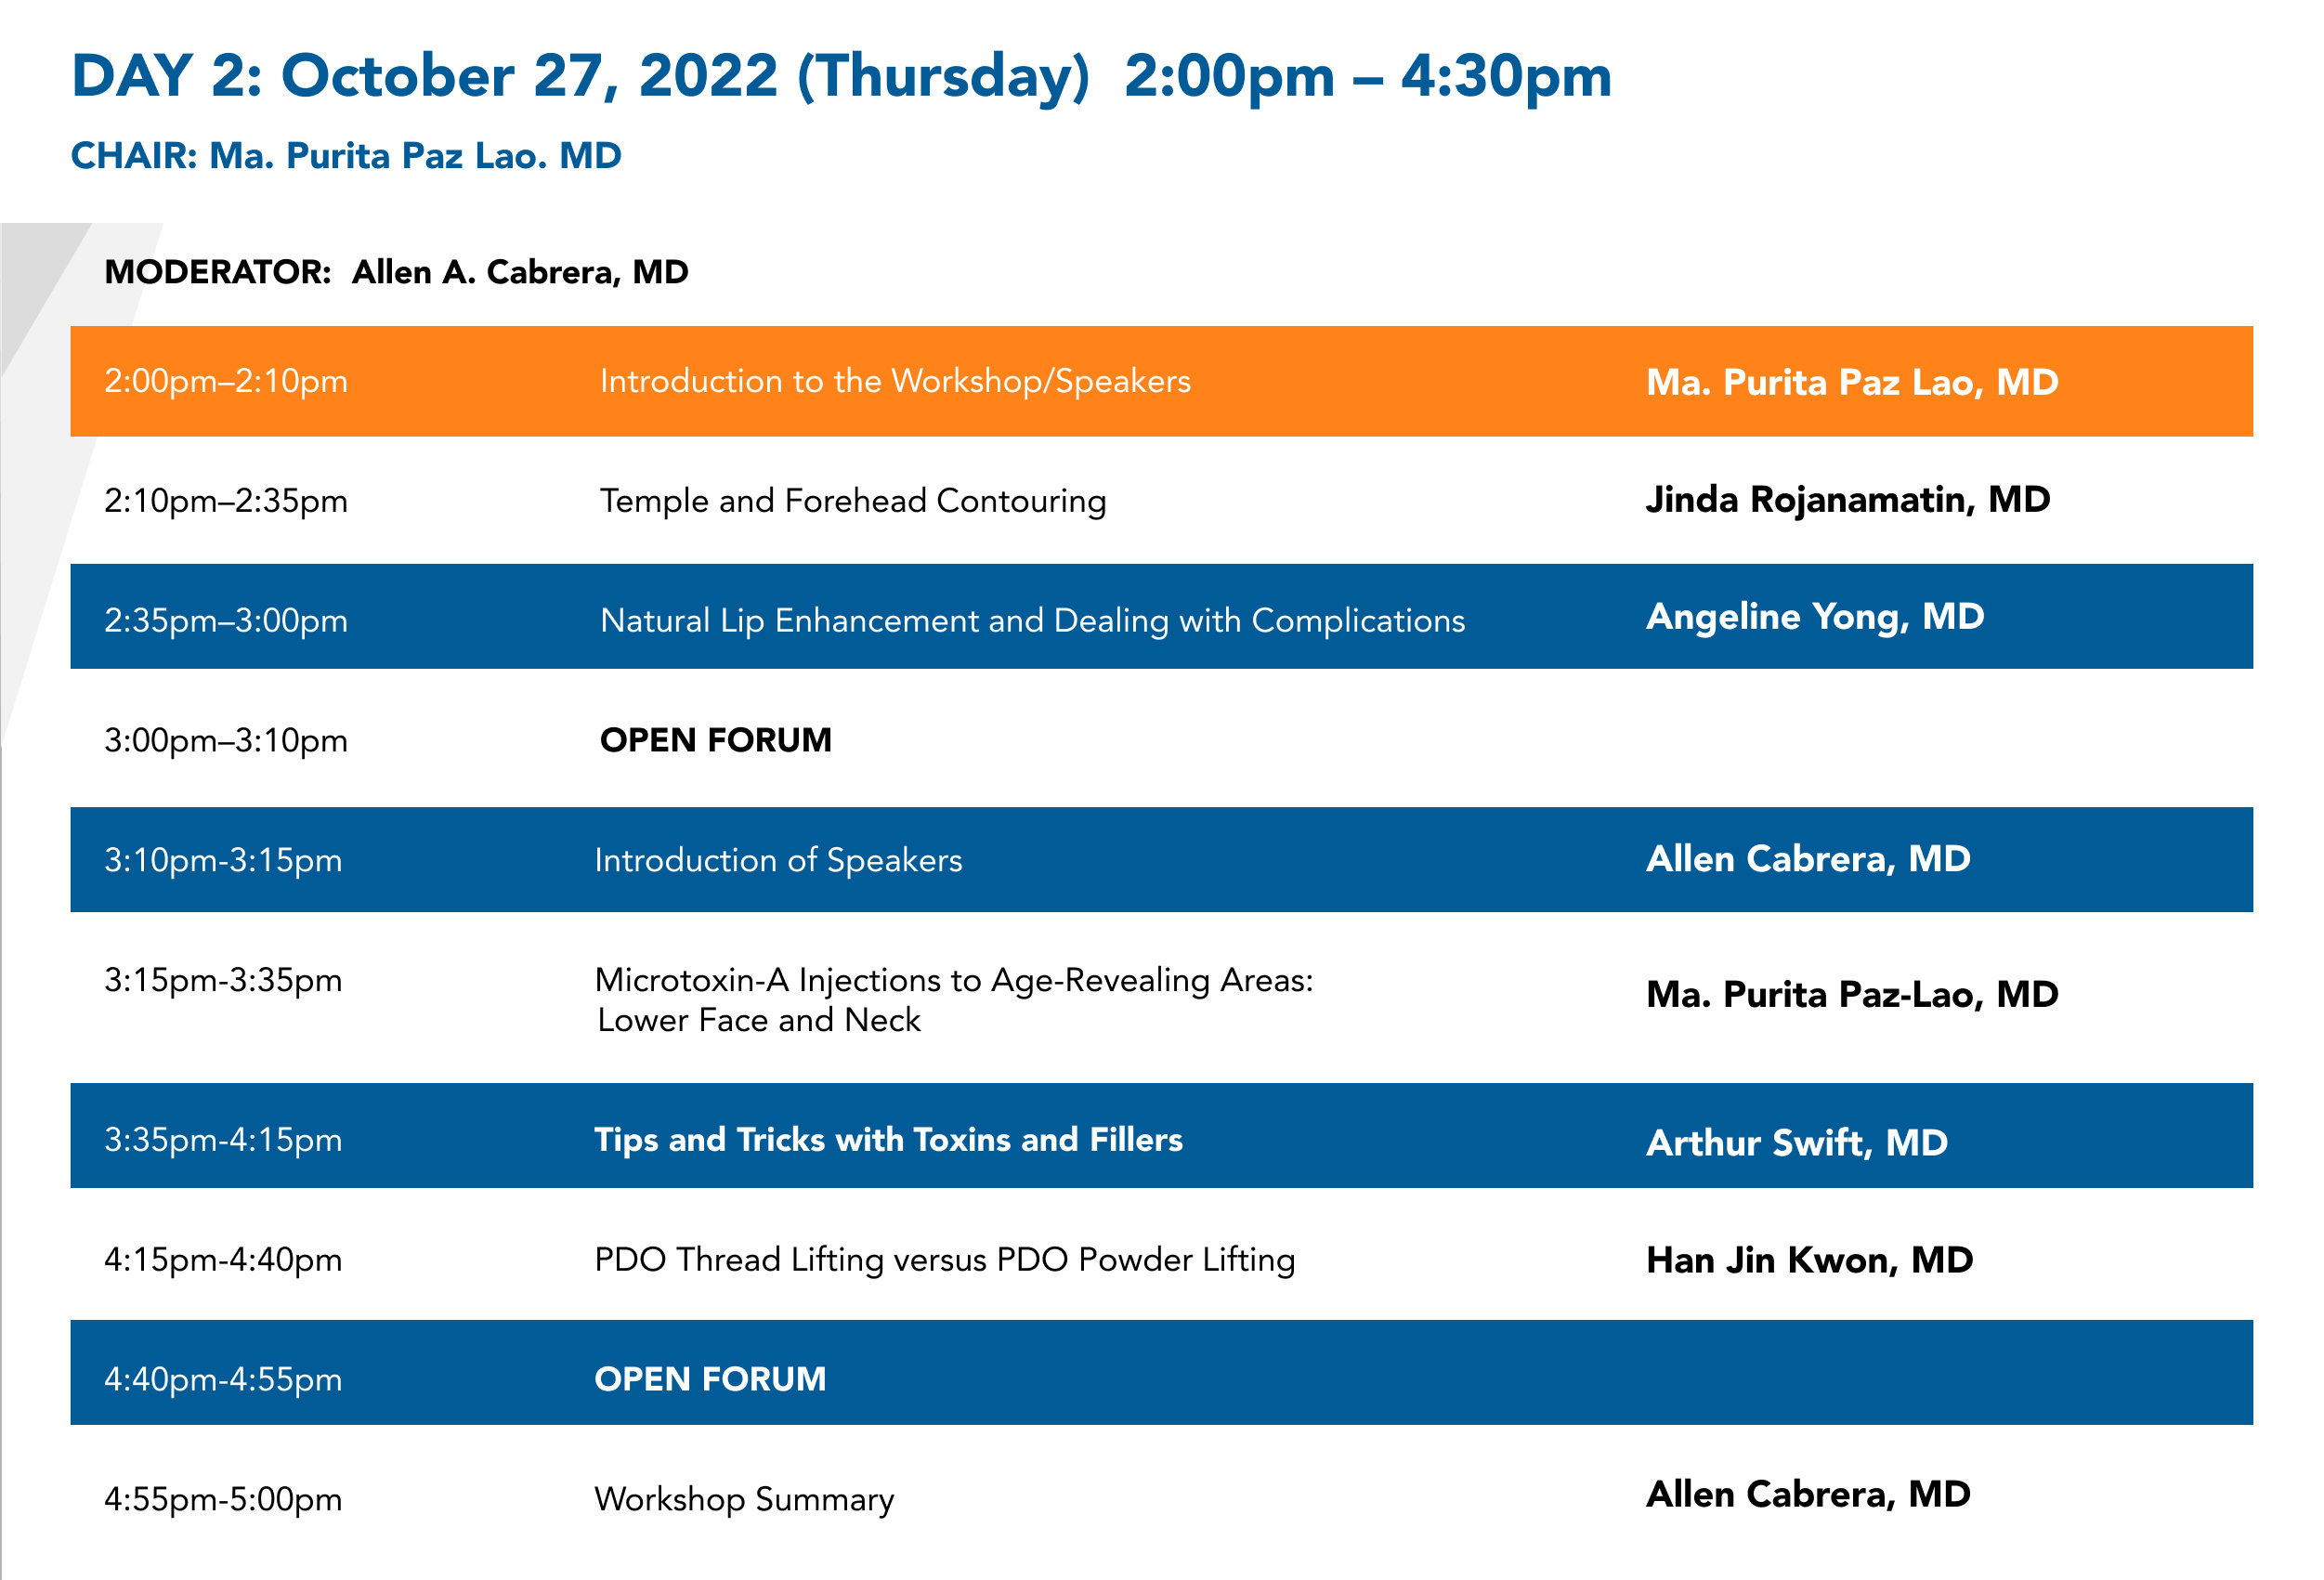 DAY 2: October 27, 2022 (Thursday)  2:00pm – 4:30pm
CHAIR: Ma. Purita Paz Lao. MD
MODERATOR:  Allen A. Cabrera, MD
2:00pm–2:10pm Introduction to the Workshop/Speakers Ma. Purita Paz Lao, MD
2:10pm–2:35pm Temple and Forehead Contouring Jinda Rojanamatin, MD
2:35pm–3:00pm Natural Lip Enhancement and Dealing with Complications Angeline Yong, MD
3:00pm–3:10pm OPEN FORUM
3:10pm-3:15pm Introduction of Speakers Allen Cabrera, MD
3:15pm-3:35pm Microtoxin-A Injections to Age-Revealing Areas: Ma. Purita Paz-Lao, MD
Lower Face and Neck
3:35pm-4:15pm Tips and Tricks with Toxins and Fillers Arthur Swift, MD
4:15pm-4:40pm PDO Thread Lifting versus PDO Powder Lifting Han Jin Kwon, MD
4:40pm-4:55pm OPEN FORUM
4:55pm-5:00pm Workshop Summary Allen Cabrera, MD